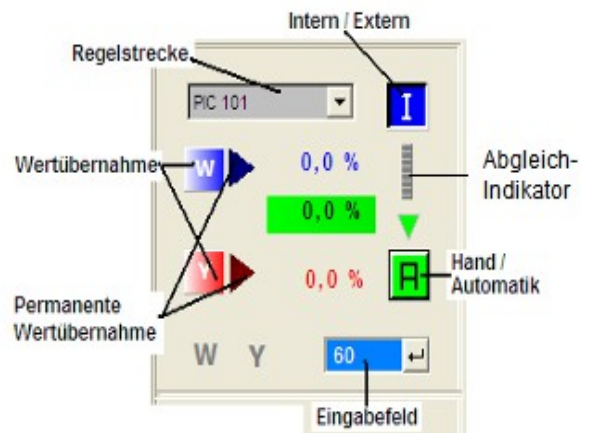 Intern / Extern
Regelstrecke
PIC 101
I
Wertübernahme
W
0,0 %
Abgleich-
Indikator
0,0 %
Y
0,0 %
A
Hand /
Automatik
Permanente
Wertübernahme
W Y
60
Eingabefeld